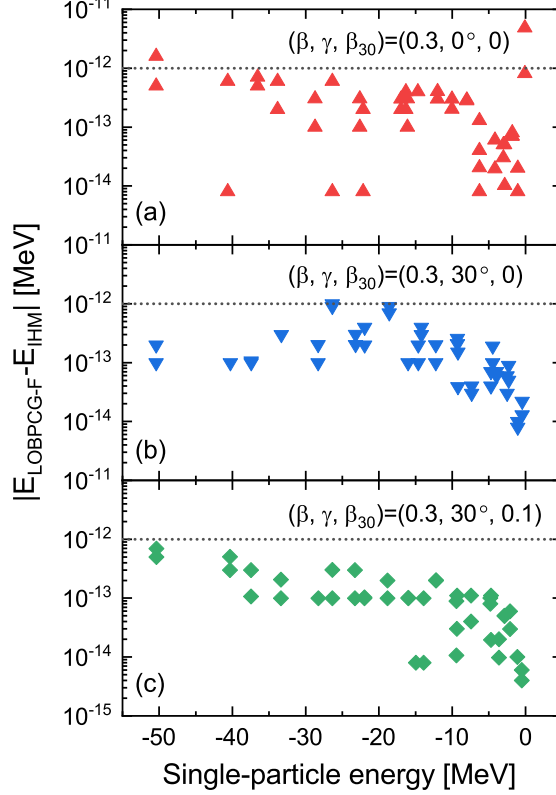 10⁻¹¹
(β, γ, β₃₀)=(0.3, 0°, 0)
10⁻¹²
10⁻¹³
10⁻¹⁴
(a)
10⁻¹¹
(β, γ, β₃₀)=(0.3, 30°, 0)
10⁻¹²
10⁻¹³
10⁻¹⁴
(b)
10⁻¹¹
(β, γ, β₃₀)=(0.3, 30°, 0.1)
10⁻¹²
10⁻¹³
10⁻¹⁴
(c)
10⁻¹⁵
|E_LOBPCG-F-E_IHM| [MeV]
-50 -40 -30 -20 -10 0
Single-particle energy [MeV]